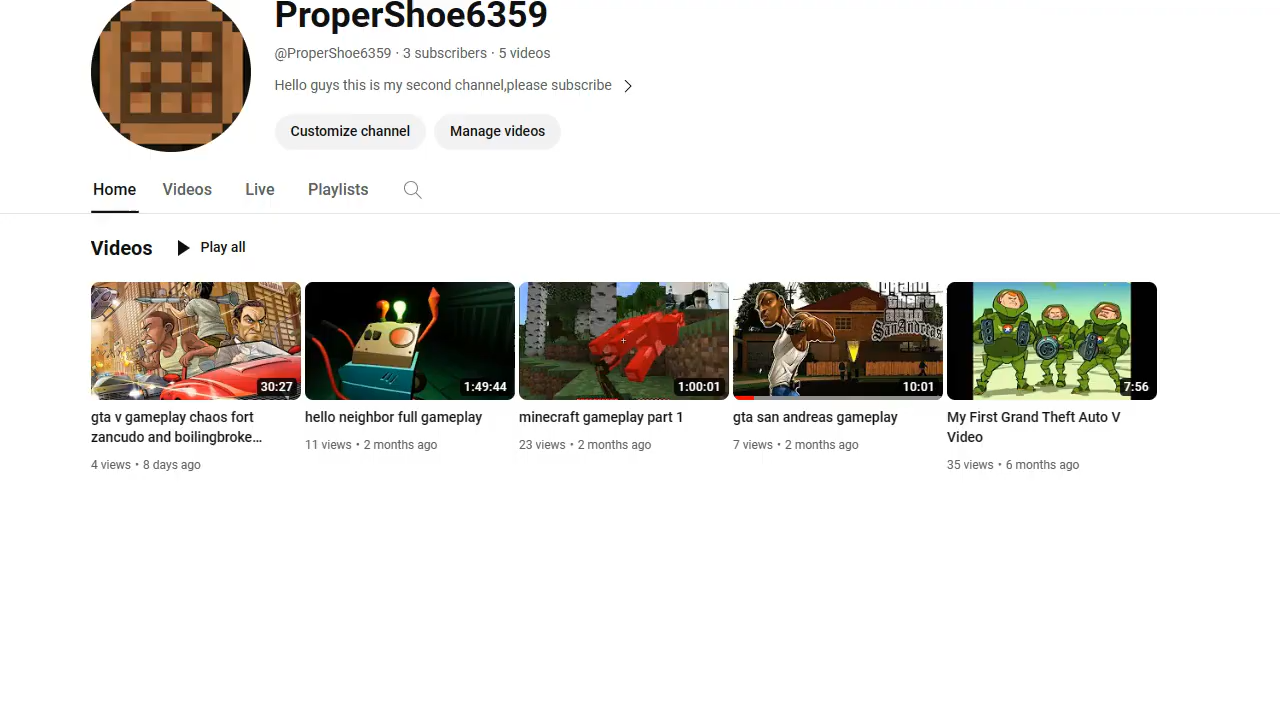 ProperShoe6359
@ProperShoe6359 · 3 subscribers · 5 videos
Hello guys this is my second channel,please subscribe
Customize channel
Manage videos
Home
Videos
Live
Playlists
Videos
Play all
30:27
gta v gameplay chaos fort
zancudo and boilingbroke...
4 views • 8 days ago
1:49:44
hello neighbor full gameplay
11 views • 2 months ago
1:00:01
minecraft gameplay part 1
23 views • 2 months ago
grand
theft
auto
SanAndreas
10:01
gta san andreas gameplay
7 views • 2 months ago
7:56
My First Grand Theft Auto V
Video
35 views • 6 months ago